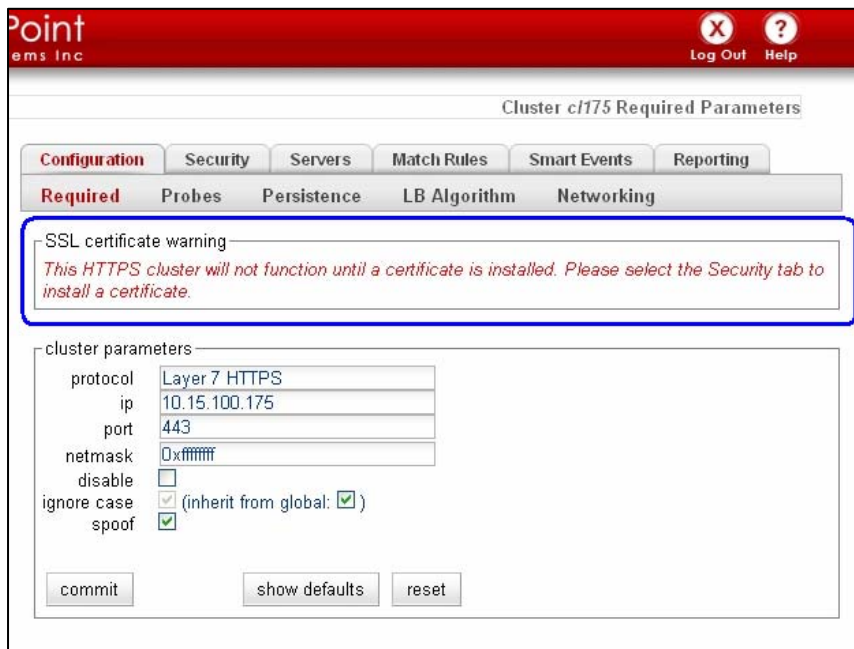 Point
ems Inc
X ?
Log Out Help
Cluster cl175 Required Parameters
Configuration Security Servers Match Rules Smart Events Reporting
Required Probes Persistence LB Algorithm Networking
SSL certificate warning
This HTTPS cluster will not function until a certificate is installed. Please select the Security tab to
install a certificate.
cluster parameters
protocol Layer 7 HTTPS
ip 10.15.100.175
port 443
netmask 0xffffffff
disable
ignore case (inherit from global: )
spoof
commit show defaults reset